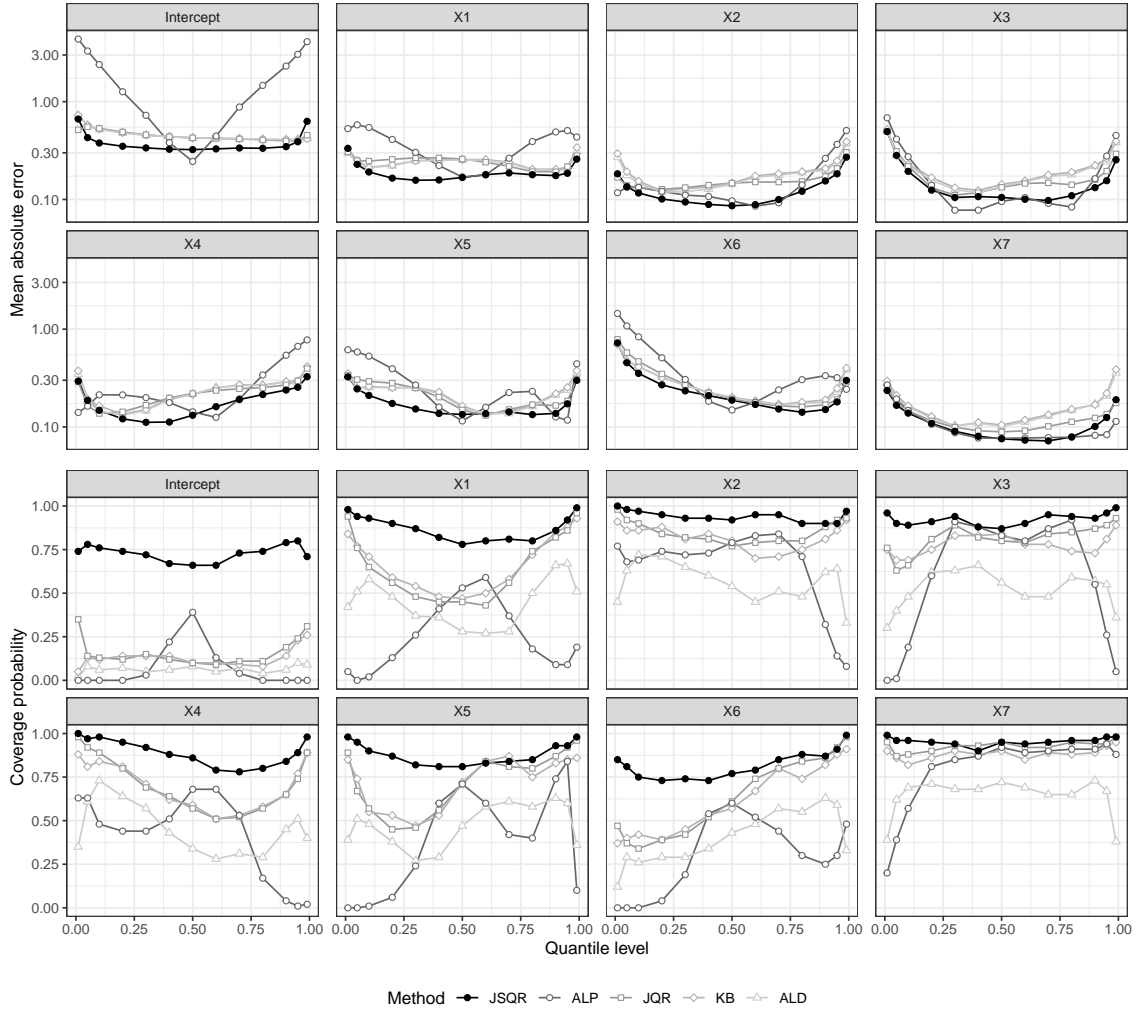 Intercept X1 X2 X3
3.00
1.00
0.30
0.10
X4 X5 X6 X7
3.00
1.00
0.30
0.10
Mean absolute error
Intercept X1 X2 X3
1.00
0.75
0.50
0.25
0.00
X4 X5 X6 X7
1.00
0.75
0.50
0.25
0.00
Coverage probability
0.00 0.25 0.50 0.75 1.00 0.00 0.25 0.50 0.75 1.00 0.00 0.25 0.50 0.75 1.00 0.00 0.25 0.50 0.75 1.00
Quantile level
Method JSQR ALP JQR KB ALD